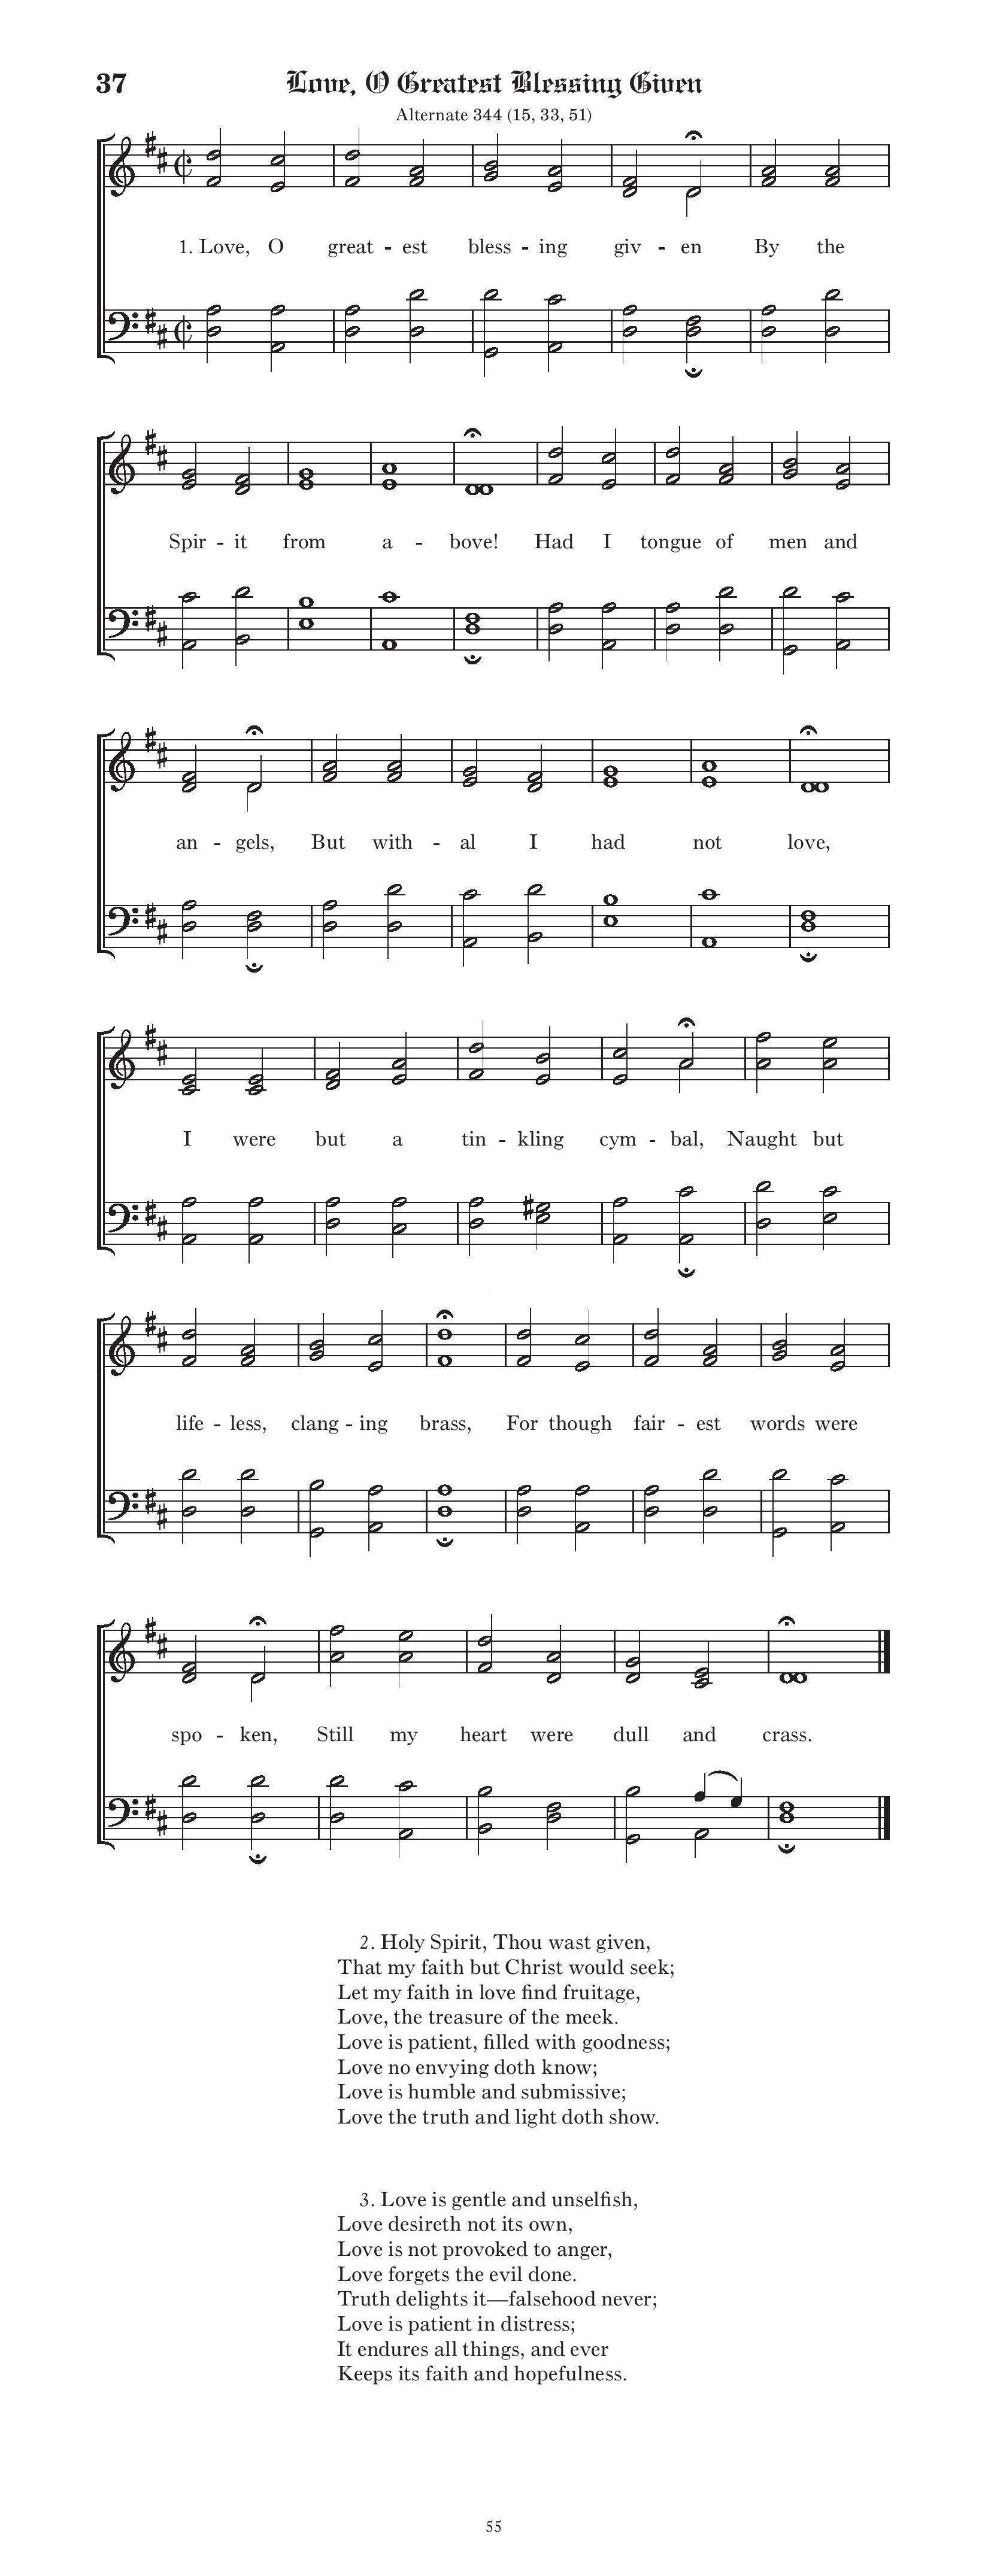 37 Love, O Greatest Blessing Given
Alternate 344 (15, 33, 51)
1. Love, O great - est bless - ing giv - en By the
Spir - it from a - bove! Had I tongue of men and
an - gels, But with - al I had not love,
I were but a tin - kling cym - bal, Naught but
life - less, clang - ing brass, For though fair - est words were
spo - ken, Still my heart were dull and crass.
2. Holy Spirit, Thou wast given,
That my faith but Christ would seek;
Let my faith in love find fruitage,
Love, the treasure of the meek.
Love is patient, filled with goodness;
Love no envying doth know;
Love is humble and submissive;
Love the truth and light doth show.
3. Love is gentle and unselfish,
Love desireth not its own,
Love is not provoked to anger,
Love forgets the evil done.
Truth delights it—falsehood never;
Love is patient in distress;
It endures all things, and ever
Keeps its faith and hopefulness.
55